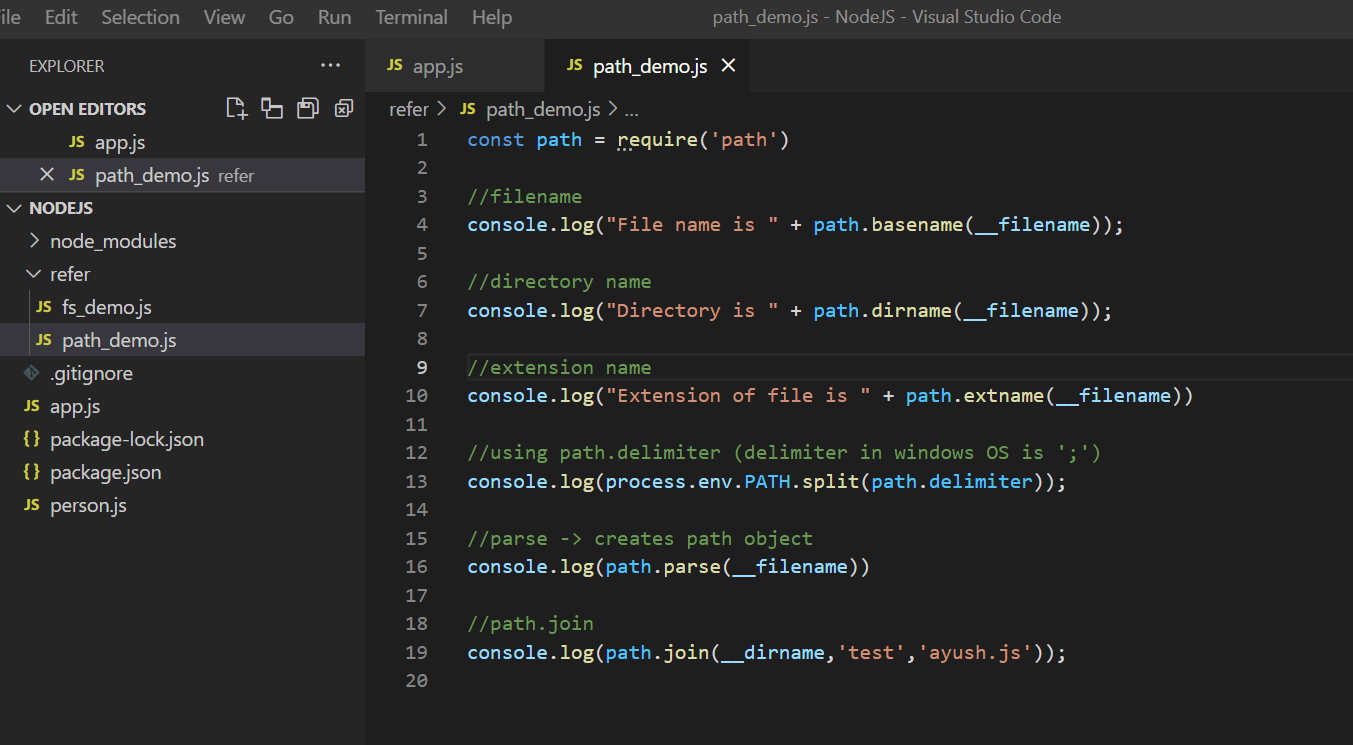 ile Edit Selection View Go Run Terminal Help path_demo.js - NodeJS - Visual Studio Code
EXPLORER ...
OPEN EDITORS
JS app.js
JS path_demo.js refer
NODEJS
node_modules
refer
JS fs_demo.js
JS path_demo.js
.gitignore
JS app.js
{} package-lock.json
{} package.json
JS person.js
JS app.js JS path_demo.js ×
refer > JS path_demo.js > ...
1 const path = require('path')
2
3 //filename
4 console.log("File name is " + path.basename(__filename));
5
6 //directory name
7 console.log("Directory is " + path.dirname(__filename));
8
9 //extension name
10 console.log("Extension of file is " + path.extname(__filename))
11
12 //using path.delimiter (delimiter in windows OS is ';')
13 console.log(process.env.PATH.split(path.delimiter));
14
15 //parse -> creates path object
16 console.log(path.parse(__filename))
17
18 //path.join
19 console.log(path.join(__dirname,'test','ayush.js'));
20